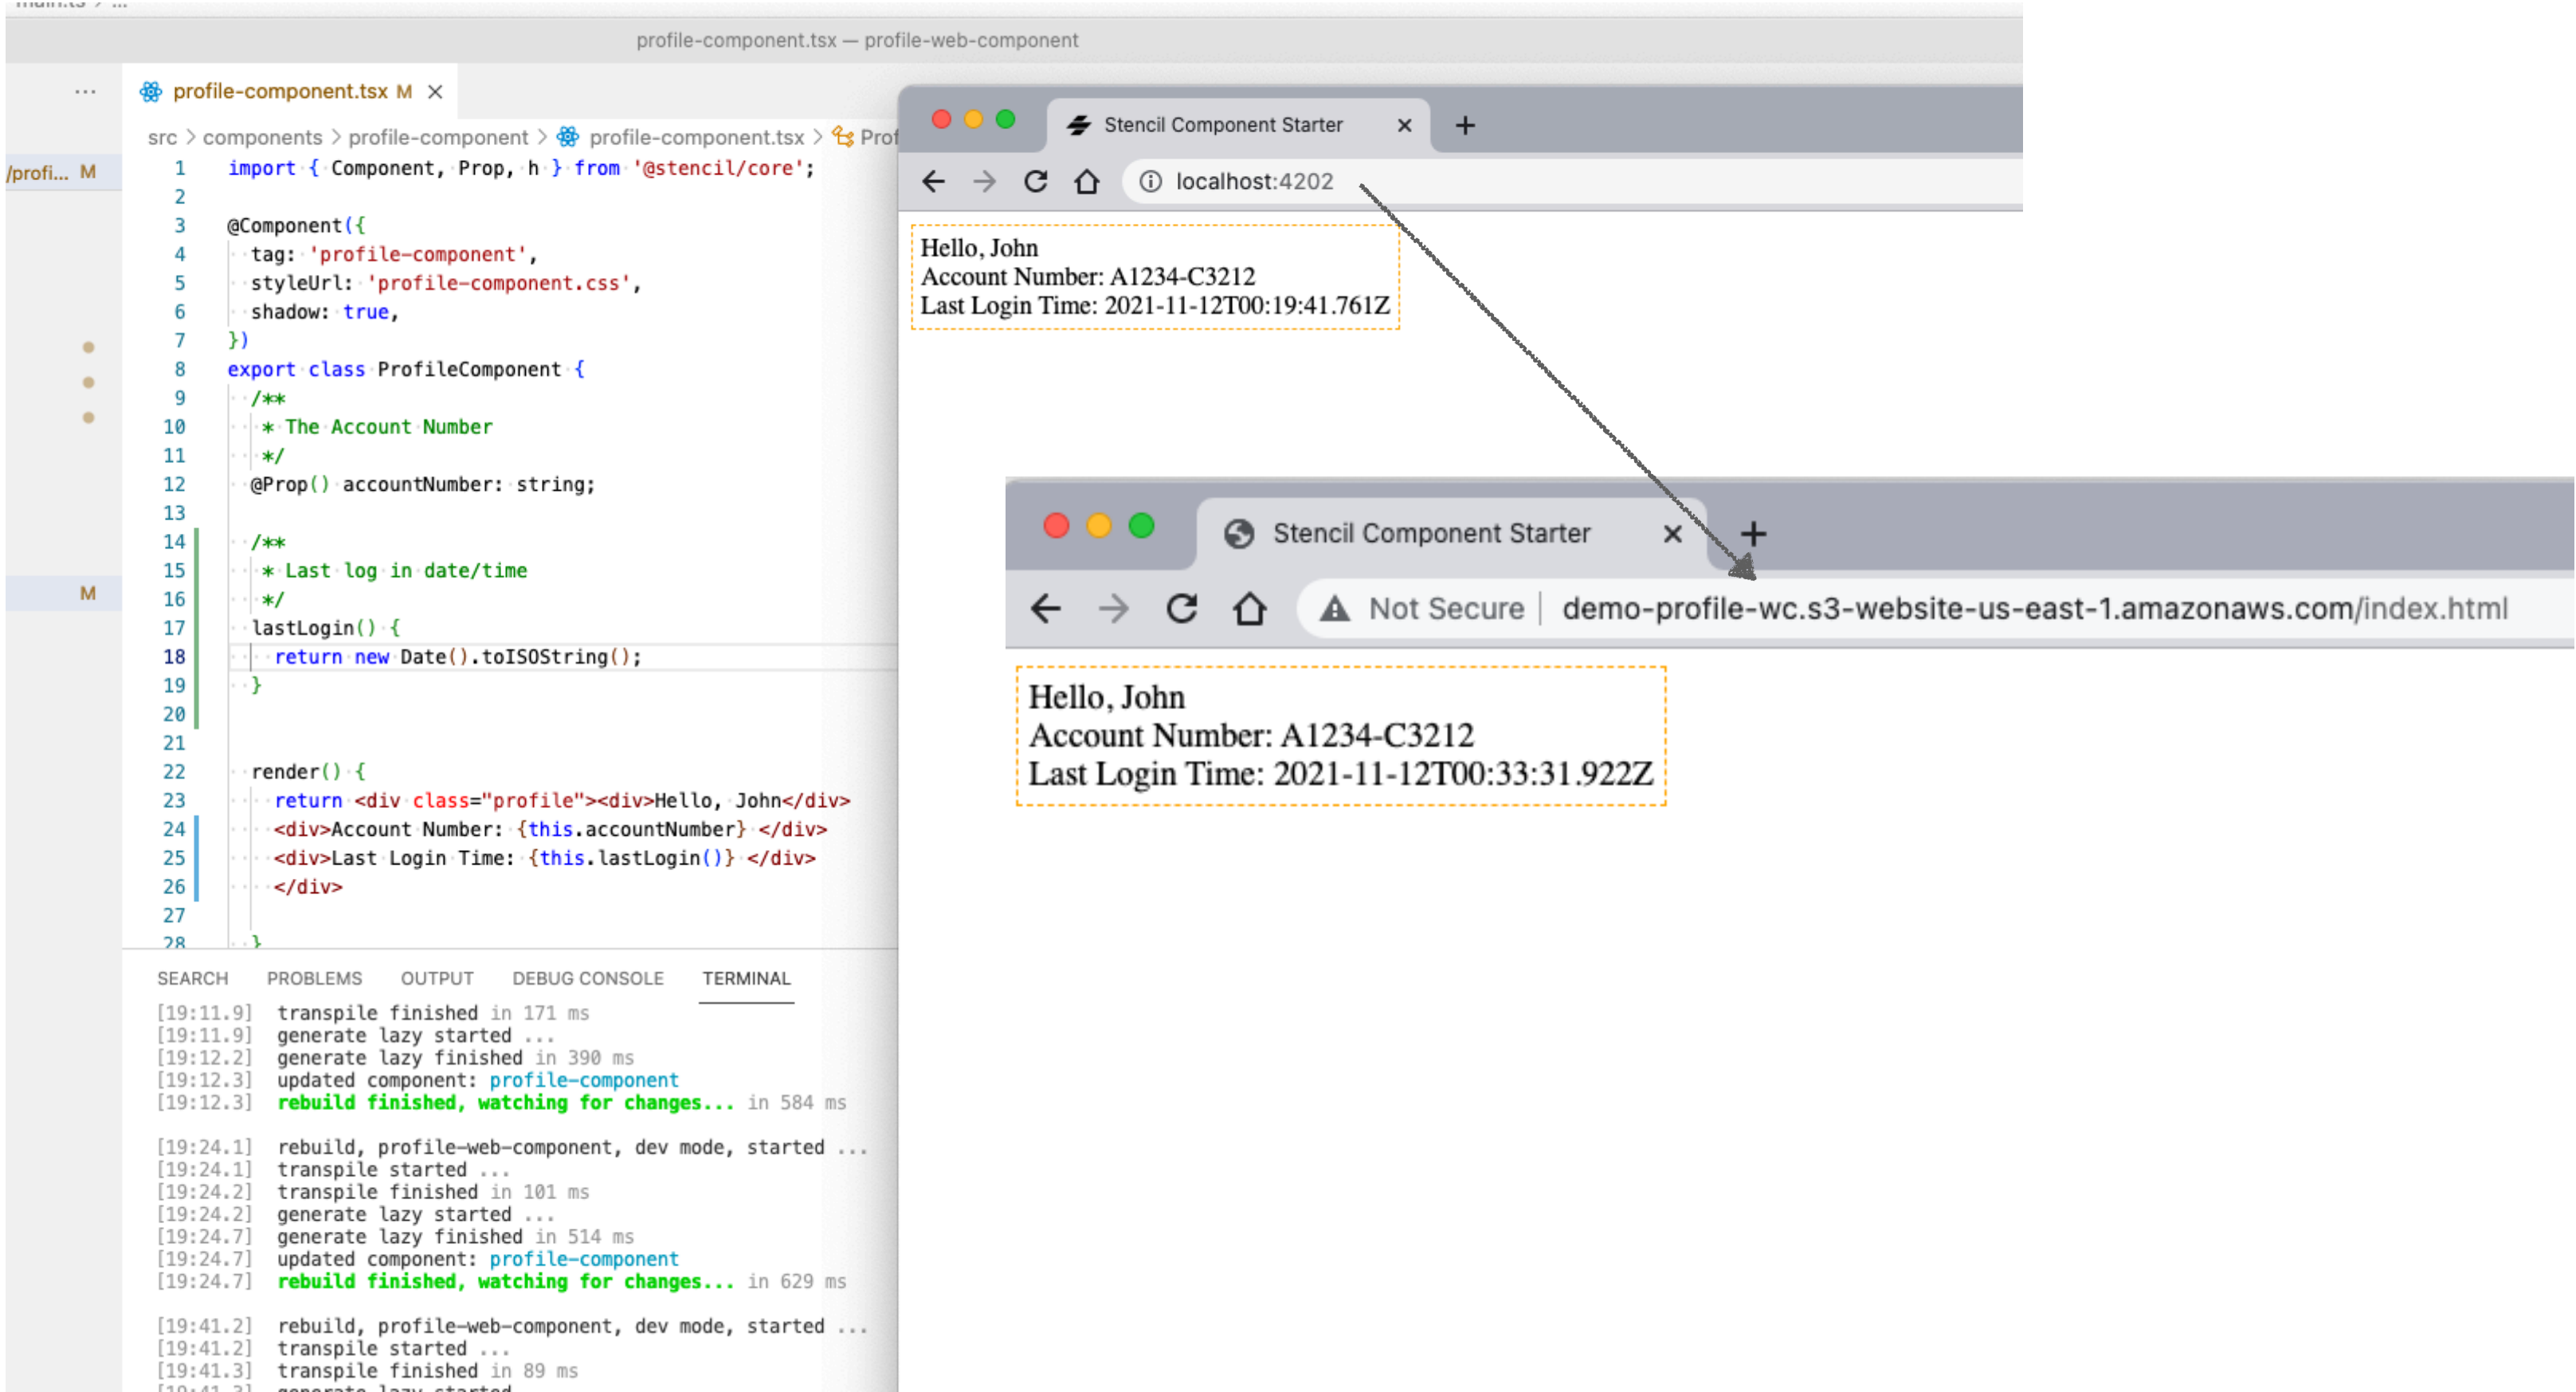 main.ts > ...
profile-component.tsx — profile-web-component
profile-component.tsx M
src > components > profile-component > profile-component.tsx > Prof
/profi... M
M
1 import { Component, Prop, h } from '@stencil/core';
2
3 @Component({
4 tag: 'profile-component',
5 styleUrl: 'profile-component.css',
6 shadow: true,
7 })
8 export class ProfileComponent {
9 /**
10 * The Account Number
11 */
12 @Prop() accountNumber: string;
13
14 /**
15 * Last log in date/time
16 */
17 lastLogin() {
18 return new Date().toISOString();
19 }
20
21
22 render() {
23 return <div class="profile"><div>Hello, John</div>
24 <div>Account Number: {this.accountNumber} </div>
25 <div>Last Login Time: {this.lastLogin()} </div>
26 </div>
27
28 }
SEARCH PROBLEMS OUTPUT DEBUG CONSOLE TERMINAL
[19:11.9] transpile finished in 171 ms
[19:11.9] generate lazy started ...
[19:12.2] generate lazy finished in 390 ms
[19:12.3] updated component: profile-component
[19:12.3] rebuild finished, watching for changes... in 584 ms
[19:24.1] rebuild, profile-web-component, dev mode, started ...
[19:24.1] transpile started ...
[19:24.2] transpile finished in 101 ms
[19:24.2] generate lazy started ...
[19:24.7] generate lazy finished in 514 ms
[19:24.7] updated component: profile-component
[19:24.7] rebuild finished, watching for changes... in 629 ms
[19:41.2] rebuild, profile-web-component, dev mode, started ...
[19:41.2] transpile started ...
[19:41.3] transpile finished in 89 ms
[19:41.3] generate lazy started
Stencil Component Starter
localhost:4202
Hello, John
Account Number: A1234-C3212
Last Login Time: 2021-11-12T00:19:41.761Z
Stencil Component Starter
Not Secure | demo-profile-wc.s3-website-us-east-1.amazonaws.com/index.html
Hello, John
Account Number: A1234-C3212
Last Login Time: 2021-11-12T00:33:31.922Z